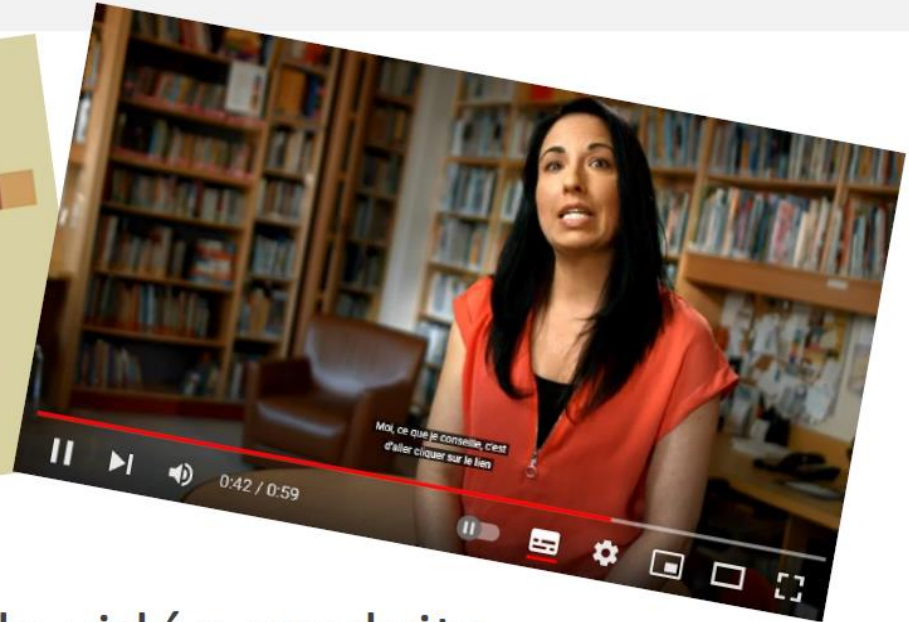 Moi, ce que je conseille, c'est
d'aller cliquer sur le lien
0:42 / 0:59